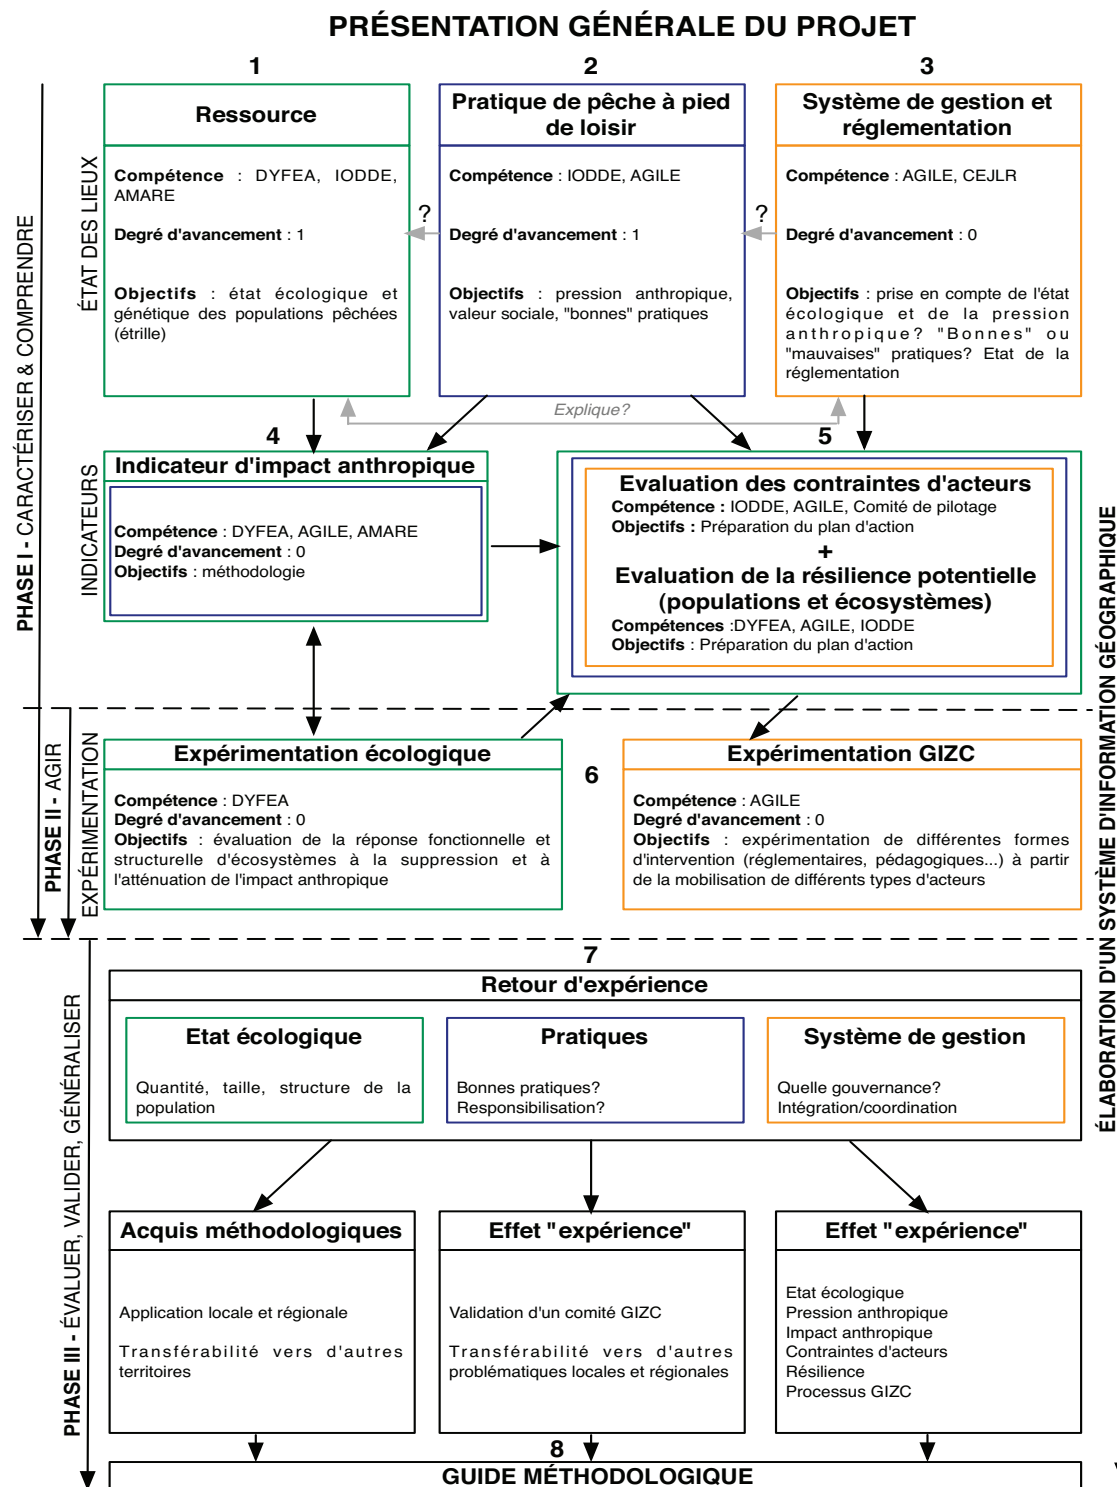 PRÉSENTATION GÉNÉRALE DU PROJET
1
2
3
Ressource
Compétence : DYFEA, IODDE,
AMARE
Degré d'avancement : 1
Objectifs : état écologique et
génétique des populations pêchées
(étrille)
Pratique de pêche à pied
de loisir
Compétence : IODDE, AGILE
Degré d'avancement : 1
Objectifs : pression anthropique,
valeur sociale, "bonnes" pratiques
Système de gestion et
réglementation
Compétence : AGILE, CEJLR
Degré d'avancement : 0
Objectifs : prise en compte de l'état
écologique et de la pression
anthropique? "Bonnes" ou
"mauvaises" pratiques? Etat de la
réglementation
?
?
Explique?
PHASE I - CARACTÉRISER & COMPRENDRE
ÉTAT DES LIEUX
INDICATEURS
4
Indicateur d'impact anthropique
Compétence : DYFEA, AGILE, AMARE
Degré d'avancement : 0
Objectifs : méthodologie
5
Evaluation des contraintes d'acteurs
Compétence : IODDE, AGILE, Comité de pilotage
Objectifs : Préparation du plan d'action
+
Evaluation de la résilience potentielle
(populations et écosystèmes)
Compétences :DYFEA, AGILE, IODDE
Objectifs : Préparation du plan d'action
PHASE II - AGIR
EXPÉRIMENTATION
Expérimentation écologique
Compétence : DYFEA
Degré d'avancement : 0
Objectifs : évaluation de la réponse fonctionnelle et
structurelle d'écosystèmes à la suppression et à
l'atténuation de l'impact anthropique
6
Expérimentation GIZC
Compétence : AGILE
Degré d'avancement : 0
Objectifs : expérimentation de différentes formes
d'intervention (réglementaires, pédagogiques...) à partir
de la mobilisation de différents types d'acteurs
ÉLABORATION D'UN SYSTÈME D'INFORMATION GÉOGRAPHIQUE
PHASE III - ÉVALUER, VALIDER, GÉNÉRALISER
7
Retour d'expérience
Etat écologique
Quantité, taille, structure de la
population
Pratiques
Bonnes pratiques?
Responsibilisation?
Système de gestion
Quelle gouvernance?
Intégration/coordination
Acquis méthodologiques
Application locale et régionale
Transférabilité vers d'autres
territoires
Effet "expérience"
Validation d'un comité GIZC
Transférabilité vers d'autres
problématiques locales et régionales
Effet "expérience"
Etat écologique
Pression anthropique
Impact anthropique
Contraintes d'acteurs
Résilience
Processus GIZC
8
GUIDE MÉTHODOLOGIQUE